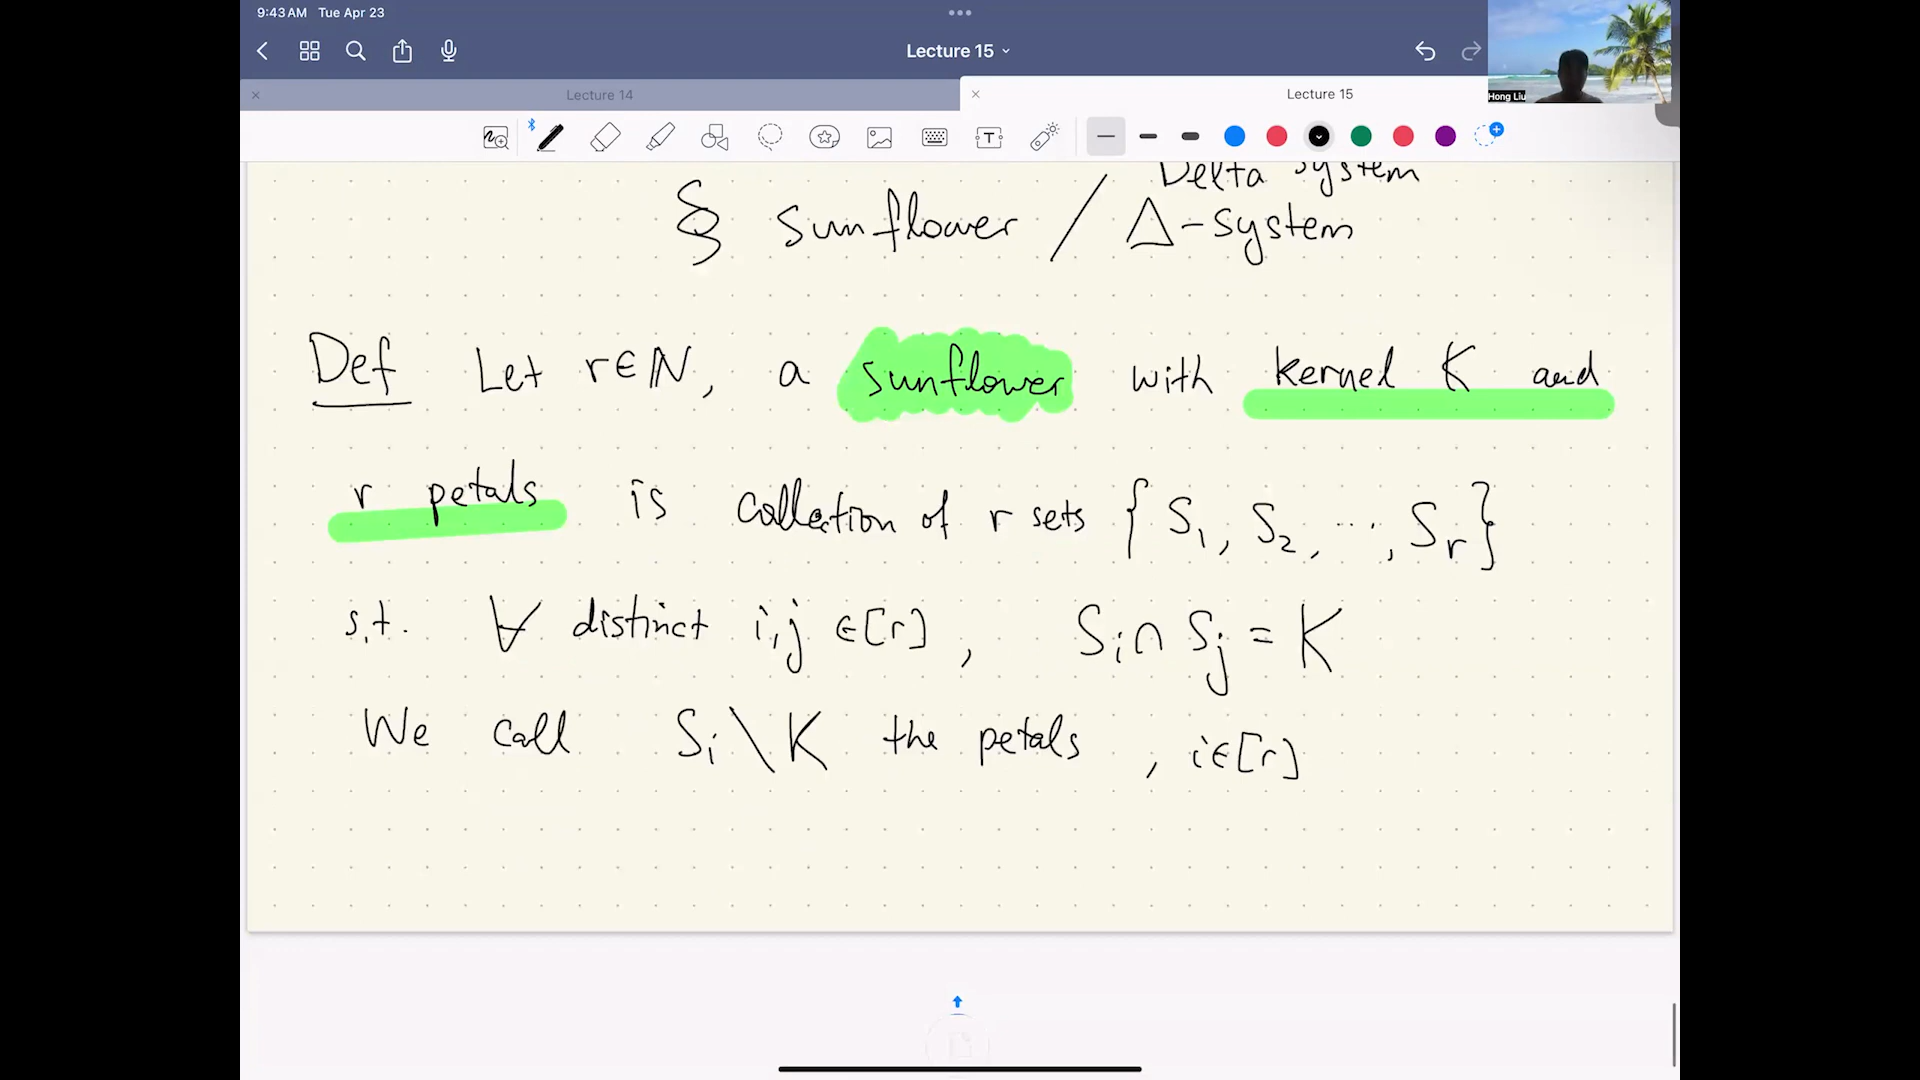 9:43 AM Tue Apr 23
Lecture 15
Lecture 14
Lecture 15
Hong Liu
Delta System
§ Sunflower / Δ-system
Def Let r∈ℕ, a sunflower with kernel K and
r petals is collection of r sets { S₁, S₂, ⋯, Sᵣ }
s.t. ∀ distinct i,j ∈[r], Sᵢ∩Sⱼ = K
We call Sᵢ \ K the petals, i∈[r]